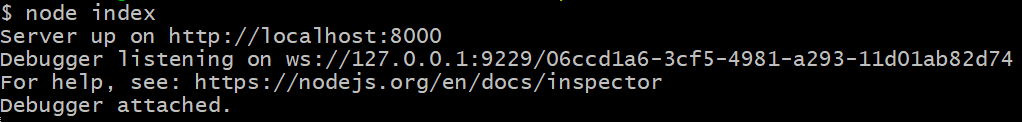 $ node index
Server up on http://localhost:8000
Debugger listening on ws://127.0.0.1:9229/06ccd1a6-3cf5-4981-a293-11d01ab82d74
For help, see: https://nodejs.org/en/docs/inspector
Debugger attached.